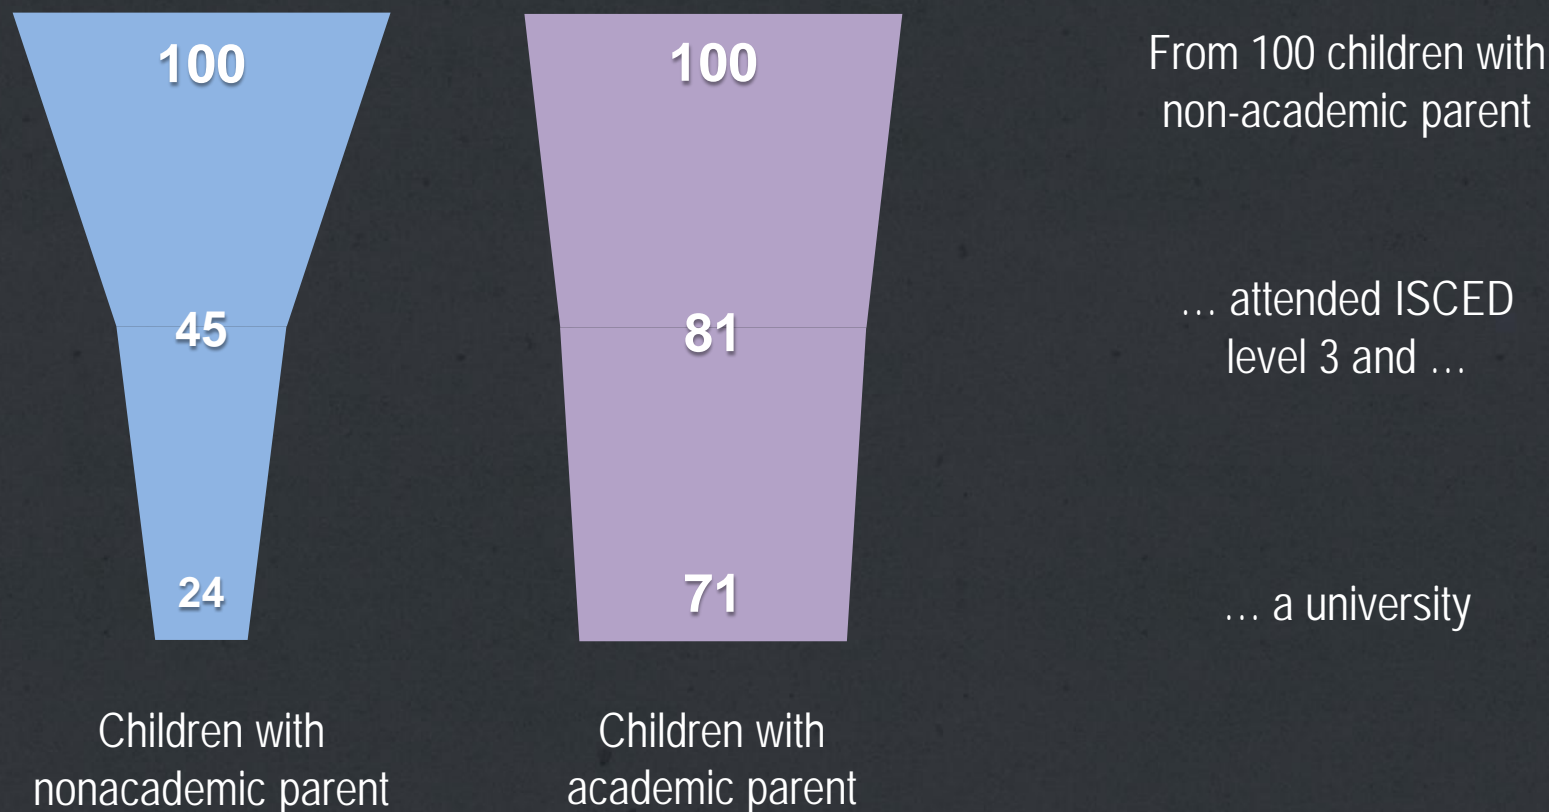 100
100
From 100 children with
non-academic parent
45
81
… attended ISCED
level 3 and …
24
71
… a university
Children with
nonacademic parent
Children with
academic parent